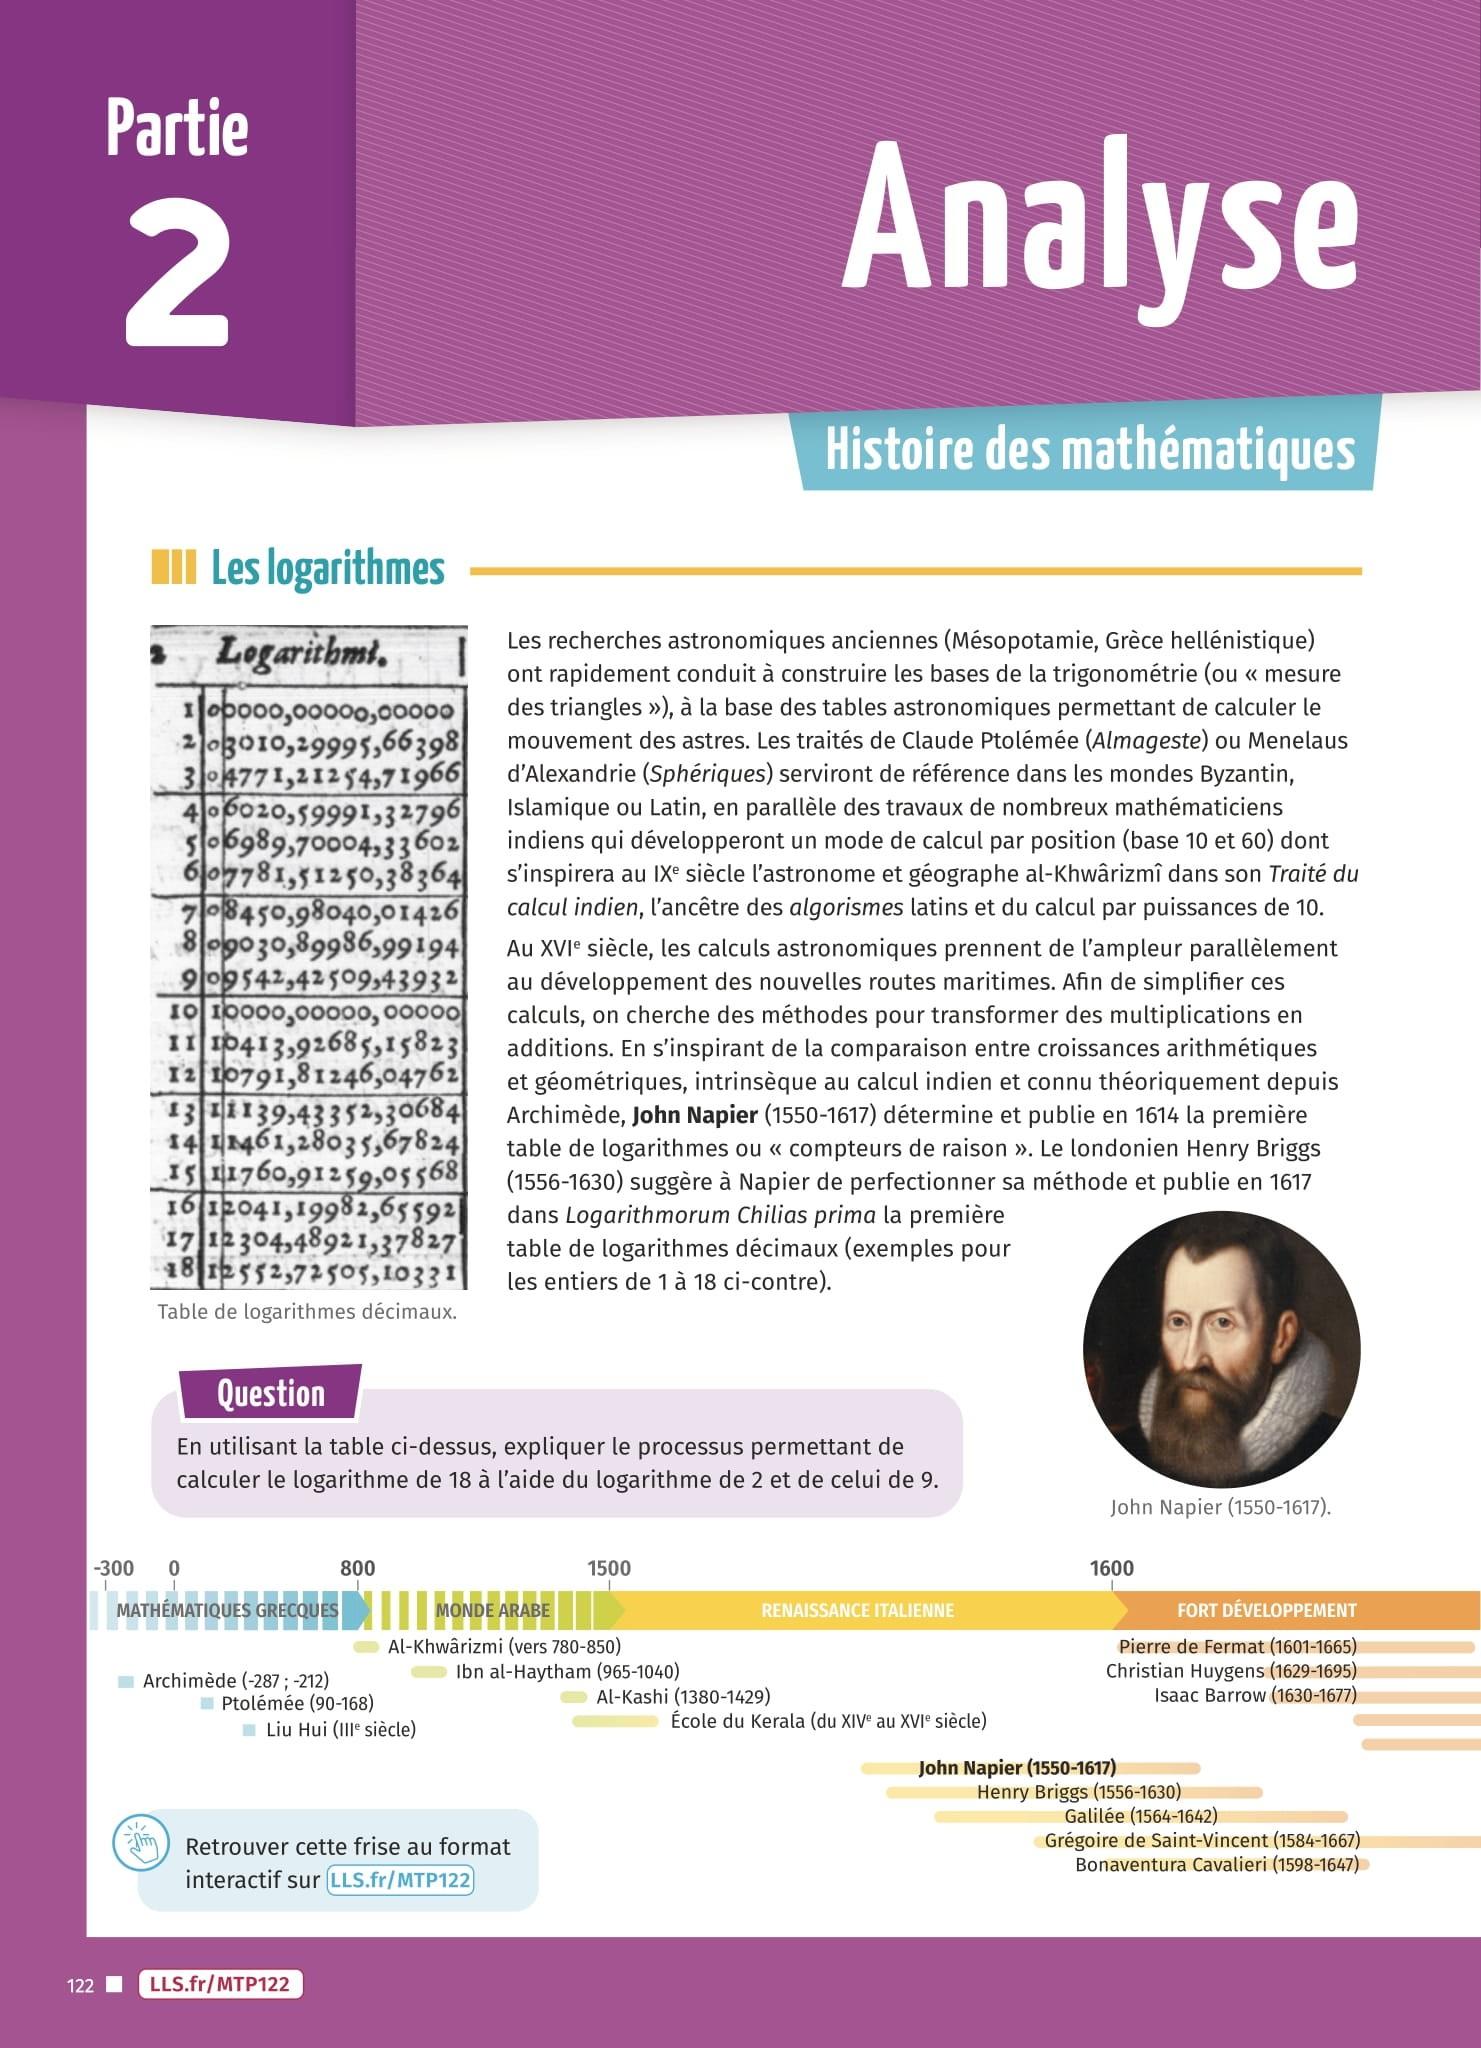 Partie
2
Analyse
Histoire des mathématiques
Les logarithmes
2 Logarithmi.
1 00000,00000,00000
2 03010,29995,66398
3 04771,21254,71966
4 06020,59991,32796
5 06989,70004,33602
6 07781,51250,38364
7 08450,98040,01426
8 09030,89986,99194
9 09542,42509,43932
10 10000,00000,00000
11 10413,92685,15823
12 10791,81246,04762
13 11139,43352,30684
14 11461,28035,67824
15 11760,91259,05568
16 12041,19982,65592
17 12304,48921,37827
18 12552,72505,10331
Table de logarithmes décimaux.
Les recherches astronomiques anciennes (Mésopotamie, Grèce hellénistique)
ont rapidement conduit à construire les bases de la trigonométrie (ou « mesure
des triangles »), à la base des tables astronomiques permettant de calculer le
mouvement des astres. Les traités de Claude Ptolémée (Almageste) ou Menelaus
d'Alexandrie (Sphériques) serviront de référence dans les mondes Byzantin,
Islamique ou Latin, en parallèle des travaux de nombreux mathématiciens
indiens qui développeront un mode de calcul par position (base 10 et 60) dont
s'inspirera au IXe siècle l'astronome et géographe al-Khwârizmî dans son Traité du
calcul indien, l'ancêtre des algorismes latins et du calcul par puissances de 10.
Au XVIe siècle, les calculs astronomiques prennent de l'ampleur parallèlement
au développement des nouvelles routes maritimes. Afin de simplifier ces
calculs, on cherche des méthodes pour transformer des multiplications en
additions. En s'inspirant de la comparaison entre croissances arithmétiques
et géométriques, intrinsèque au calcul indien et connu théoriquement depuis
Archimède, John Napier (1550-1617) détermine et publie en 1614 la première
table de logarithmes ou « compteurs de raison ». Le londonien Henry Briggs
(1556-1630) suggère à Napier de perfectionner sa méthode et publie en 1617
dans Logarithmorum Chilias prima la première
table de logarithmes décimaux (exemples pour
les entiers de 1 à 18 ci-contre).
John Napier (1550-1617).
Question
En utilisant la table ci-dessus, expliquer le processus permettant de
calculer le logarithme de 18 à l'aide du logarithme de 2 et de celui de 9.
-300 0 800 1500 1600
MATHÉMATIQUES GRECQUES MONDE ARABE RENAISSANCE ITALIENNE FORT DÉVELOPPEMENT
Archimède (-287 ; -212)
Ptolémée (90-168)
Liu Hui (IIIe siècle)
Al-Khwârizmi (vers 780-850)
Ibn al-Haytham (965-1040)
Al-Kashi (1380-1429)
École du Kerala (du XIVe au XVIe siècle)
Pierre de Fermat (1601-1665)
Christian Huygens (1629-1695)
Isaac Barrow (1630-1677)
John Napier (1550-1617)
Henry Briggs (1556-1630)
Galilée (1564-1642)
Grégoire de Saint-Vincent (1584-1667)
Bonaventura Cavalieri (1598-1647)
Retrouver cette frise au format
interactif sur LLS.fr/MTP122
122 LLS.fr/MTP122